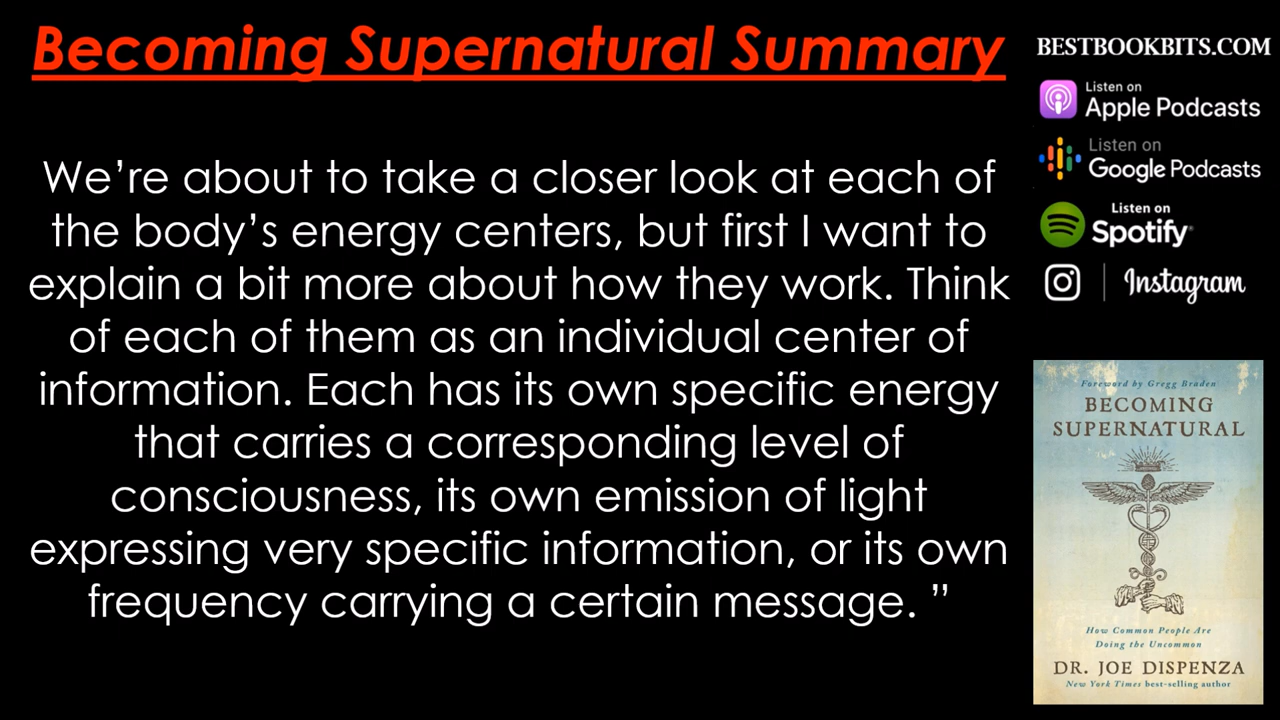 Becoming Supernatural Summary
We’re about to take a closer look at each of
the body’s energy centers, but first I want to
explain a bit more about how they work. Think
of each of them as an individual center of
information. Each has its own specific energy
that carries a corresponding level of
consciousness, its own emission of light
expressing very specific information, or its own
frequency carrying a certain message. ”
BESTBOOKBITS.COM
Listen on
Apple Podcasts
Listen on
Google Podcasts
Listen on
Spotify
Instagram
Foreword by Gregg Braden
BECOMING
SUPERNATURAL
How Common People Are
Doing the Uncommon
DR. JOE DISPENZA
New York Times best-selling author